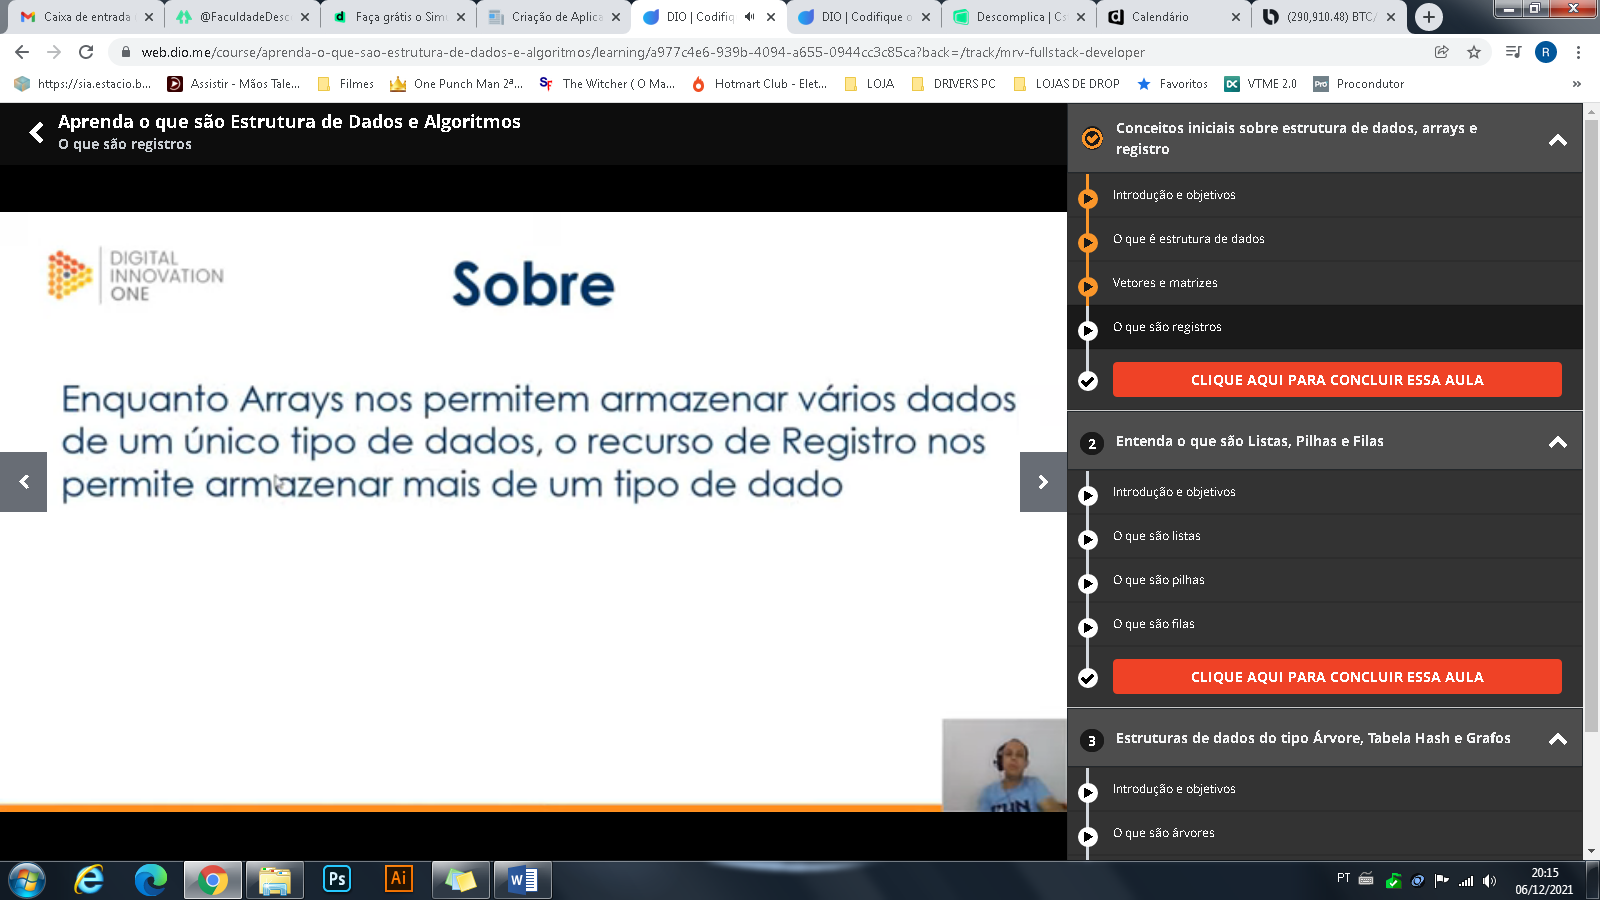 Caixa de entrada
@FaculdadeDesc
Faça grátis o Sim
Criação de Aplica
DIO | Codifiq
DIO | Codifique o
Descomplica | Cs
Calendário
(290,910.48) BTC/
web.dio.me/course/aprenda-o-que-sao-estrutura-de-dados-e-algoritmos/learning/a977c4e6-939b-4094-a655-0944cc3c85ca?back=/track/mrv-fullstack-developer
R
https://sia.estacio.b...
Assistir - Mãos Tale...
Filmes
One Punch Man 2ª...
SF
The Witcher ( O Ma...
Hotmart Club - Elet...
LOJA
DRIVERS PC
LOJAS DE DROP
Favoritos
VTME 2.0
Pro
Procondutor
»
Aprenda o que são Estrutura de Dados e Algoritmos
O que são registros
DIGITAL
INNOVATION
ONE
Sobre
Enquanto Arrays nos permitem armazenar vários dados
de um único tipo de dados, o recurso de Registro nos
permite armazenar mais de um tipo de dado
Conceitos iniciais sobre estrutura de dados, arrays e
registro
Introdução e objetivos
O que é estrutura de dados
Vetores e matrizes
O que são registros
CLIQUE AQUI PARA CONCLUIR ESSA AULA
2
Entenda o que são Listas, Pilhas e Filas
Introdução e objetivos
O que são listas
O que são pilhas
O que são filas
CLIQUE AQUI PARA CONCLUIR ESSA AULA
3
Estruturas de dados do tipo Árvore, Tabela Hash e Grafos
Introdução e objetivos
O que são árvores
Ps
Ai
W
PT
20:15
06/12/2021